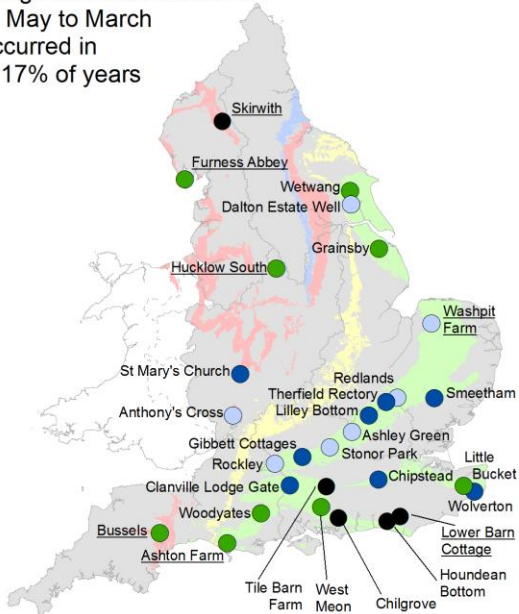 May to March
ccurred in
17% of years
Skirwith
Furness Abbey
Wetwang
Dalton Estate Well
Grainsby
Hucklow South
Washpit
Farm
St Mary's Church
Redlands
Therfield Rectory
Smeetham
Lilley Bottom
Anthony's Cross
Ashley Green
Gibbett Cottages
Stonor Park
Rockley
Little
Bucket
Chipstead
Clanville Lodge Gate
Wolverton
Woodyates
Bussels
Ashton Farm
Lower Barn
Cottage
Tile Barn
Farm
West
Meon
Chilgrove
Houndean
Bottom